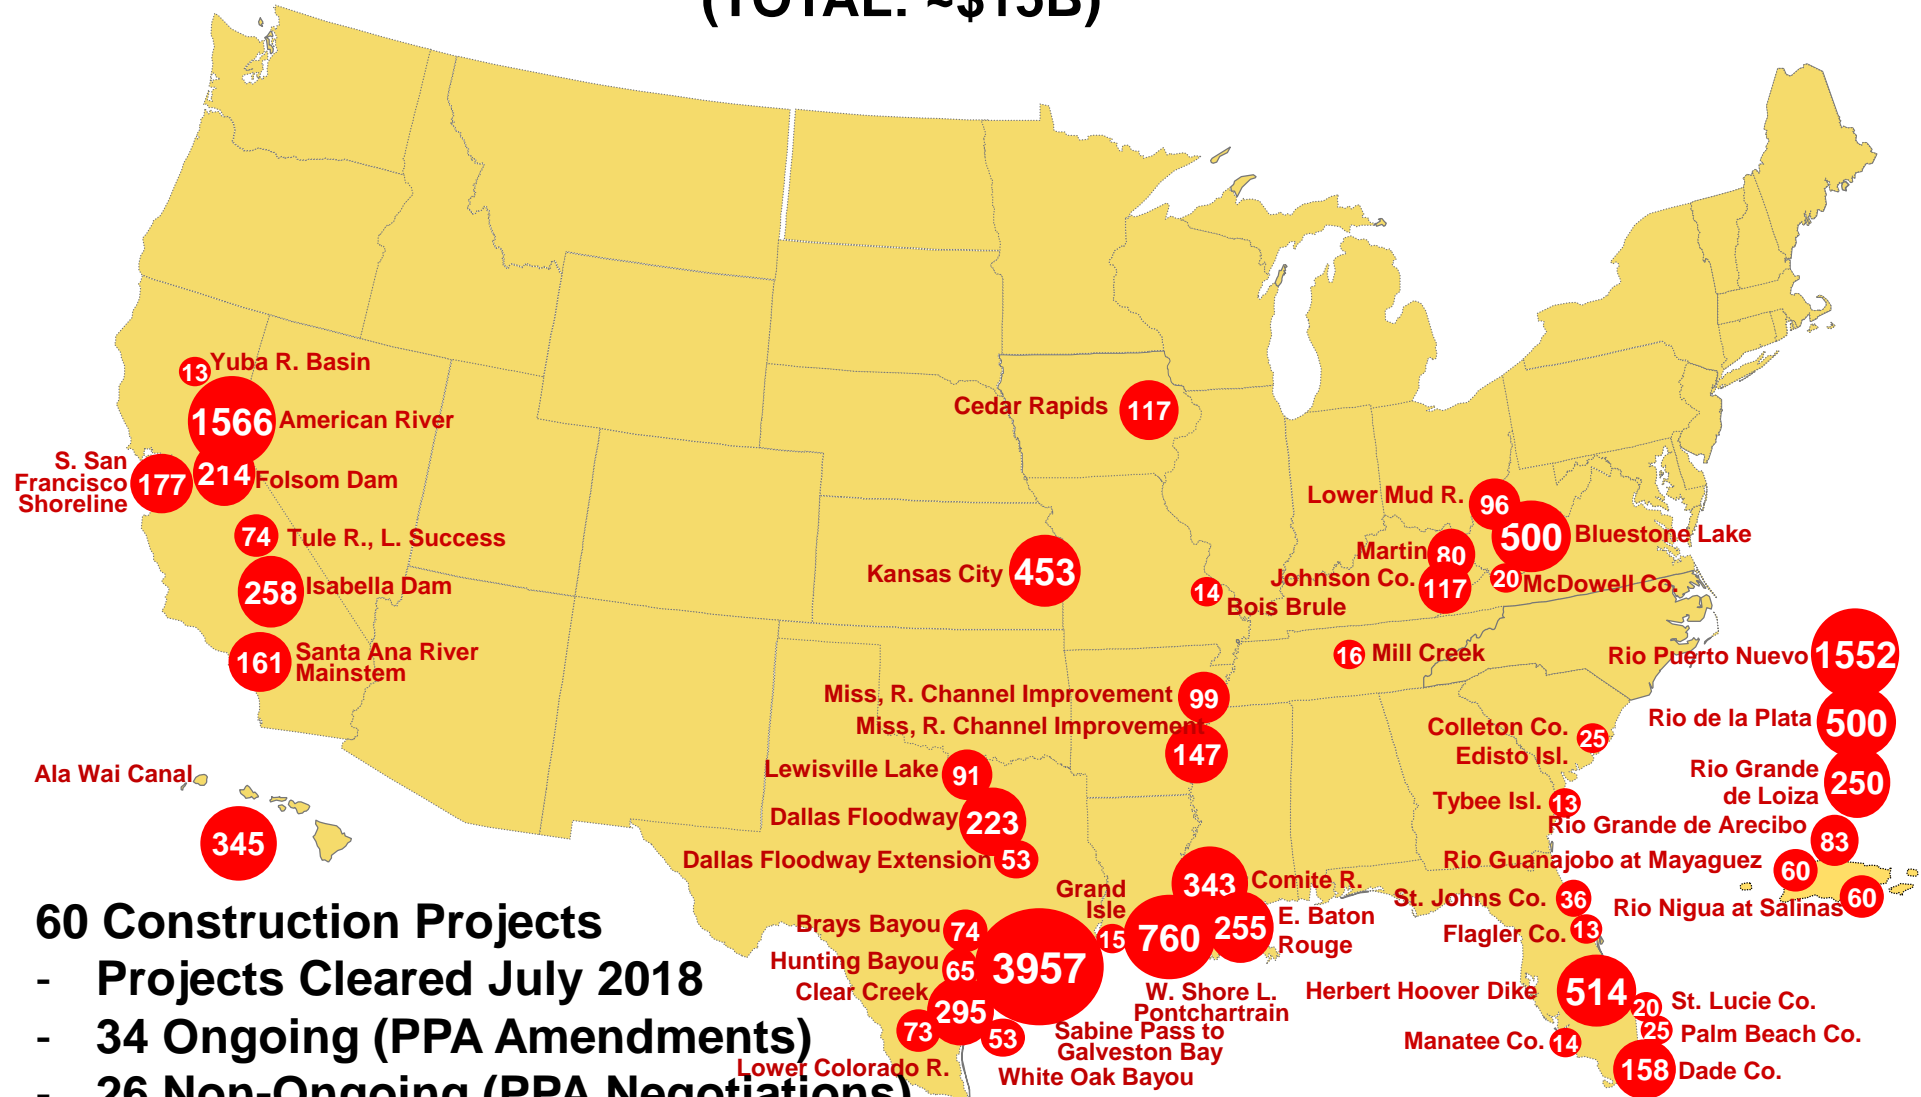 (TOTAL: ~$15B)
13
Yuba R. Basin
1566
American River
S. San
Francisco
Shoreline
177
214
Folsom Dam
74
Tule R., L. Success
258
Isabella Dam
161
Santa Ana River
Mainstem
Ala Wai Canal
345
Cedar Rapids
117
Kansas City
453
14
Bois Brule
Lower Mud R.
96
500
Bluestone Lake
Martin
80
Johnson Co.
117
20
McDowell Co.
16
Mill Creek
Miss, R. Channel Improvement
99
Miss, R. Channel Improvement
147
Lewisville Lake
91
Dallas Floodway
223
Dallas Floodway Extension
53
Colleton Co.
Edisto Isl.
25
Tybee Isl.
13
Rio Puerto Nuevo
1552
Rio de la Plata
500
Rio Grande
de Loiza
250
Rio Grande de Arecibo
83
Rio Guanajobo at Mayaguez
60
Rio Nigua at Salinas
60
343
Comite R.
Grand
Isle
15
760
255
E. Baton
Rouge
W. Shore L.
Pontchartrain
Brays Bayou
74
Hunting Bayou
65
3957
Clear Creek
295
73
Lower Colorado R.
53
Sabine Pass to
Galveston Bay
White Oak Bayou
St. Johns Co.
36
Flagler Co.
13
Herbert Hoover Dike
514
20
St. Lucie Co.
25
Palm Beach Co.
Manatee Co.
14
158
Dade Co.
60 Construction Projects
- Projects Cleared July 2018
- 34 Ongoing (PPA Amendments)
- 26 Non-Ongoing (PPA Negotiations)